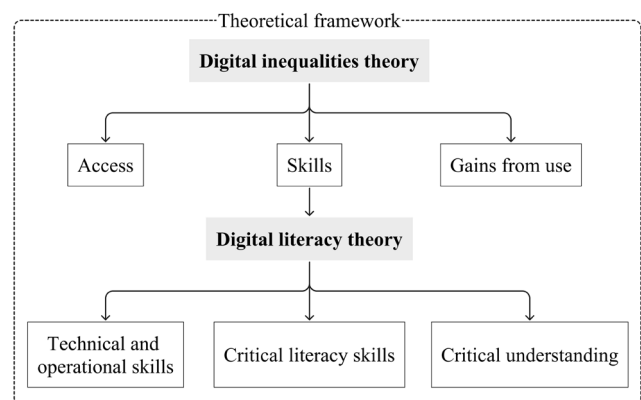 Theoretical framework
Digital inequalities theory
Access
Skills
Gains from use
Digital literacy theory
Technical and
operational skills
Critical literacy skills
Critical understanding